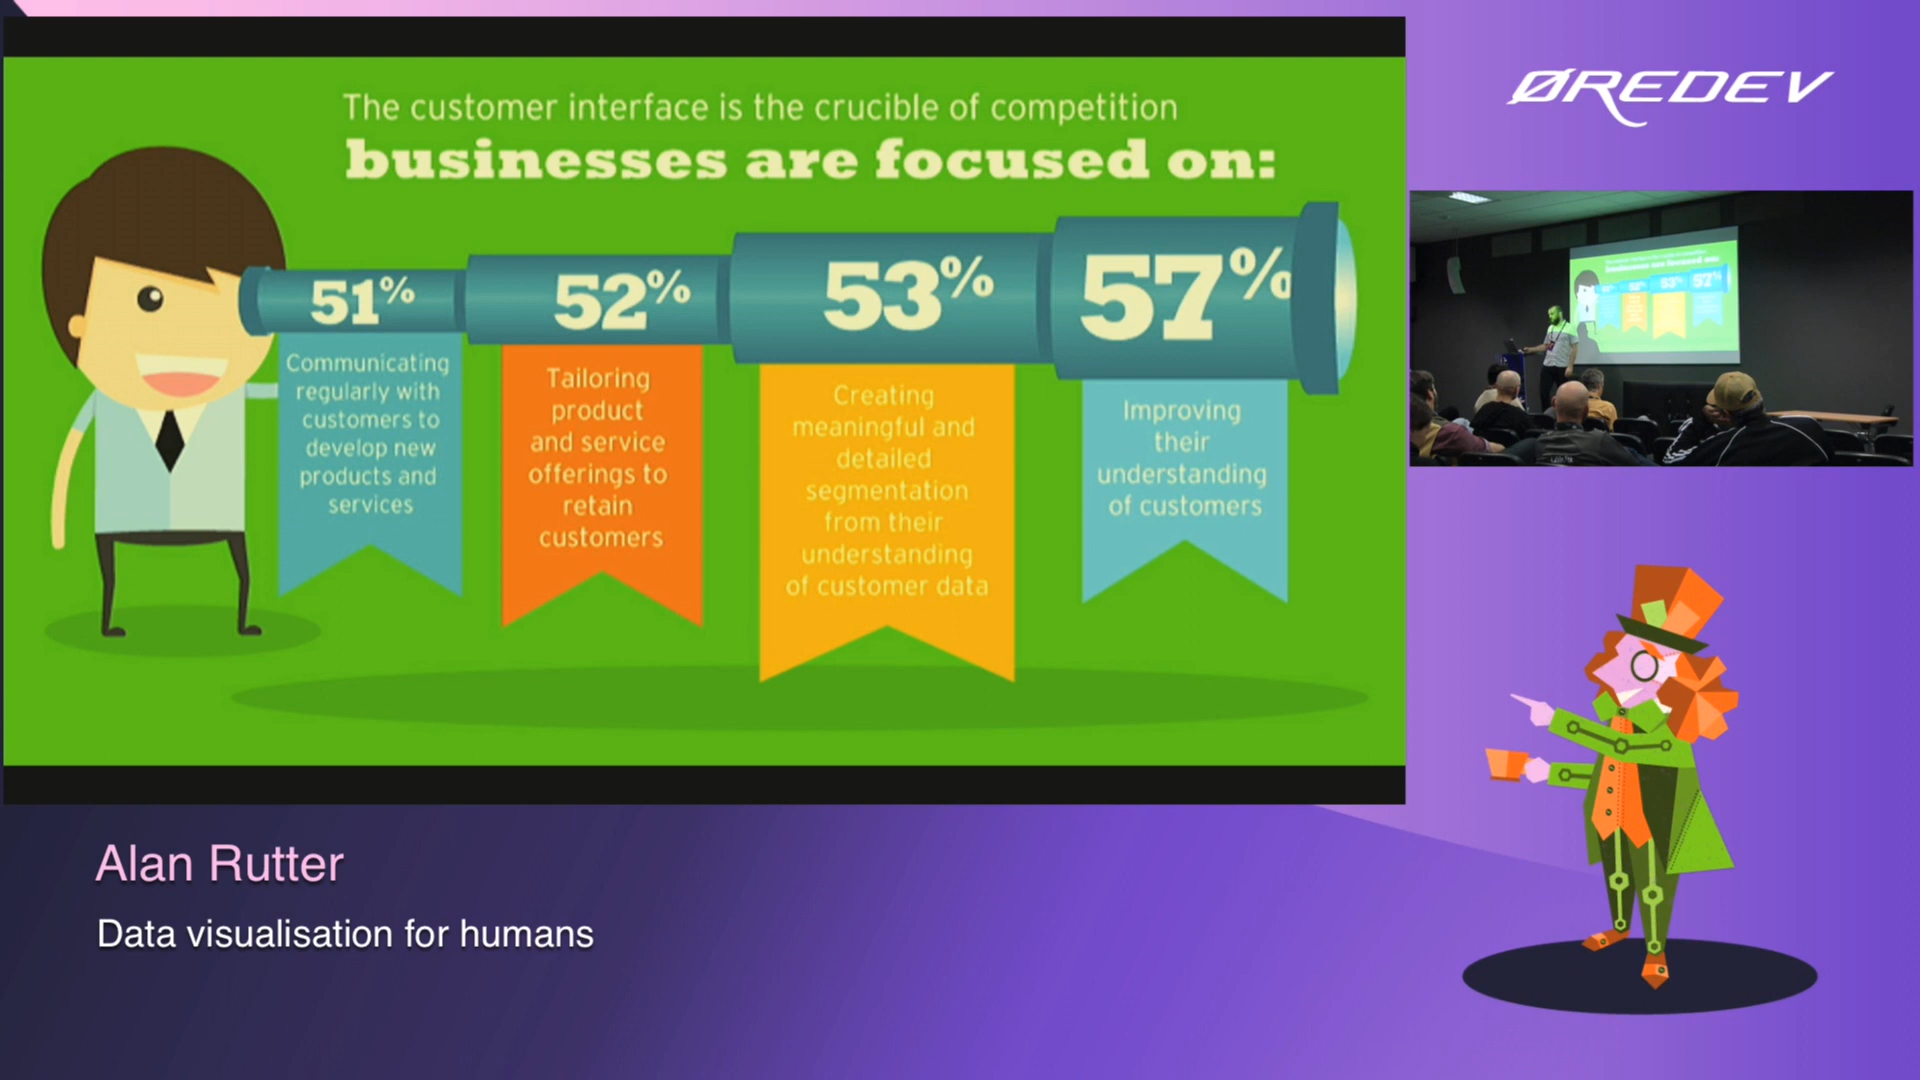 The customer interface is the crucible of competition
businesses are focused on:
51%
52%
53%
57%
Communicating
regularly with
customers to
develop new
products and
services
Tailoring
product
and service
offerings to
retain
customers
Creating
meaningful and
detailed
segmentation
from their
understanding
of customer data
Improving
their
understanding
of customers
ØREDEV
Alan Rutter
Data visualisation for humans